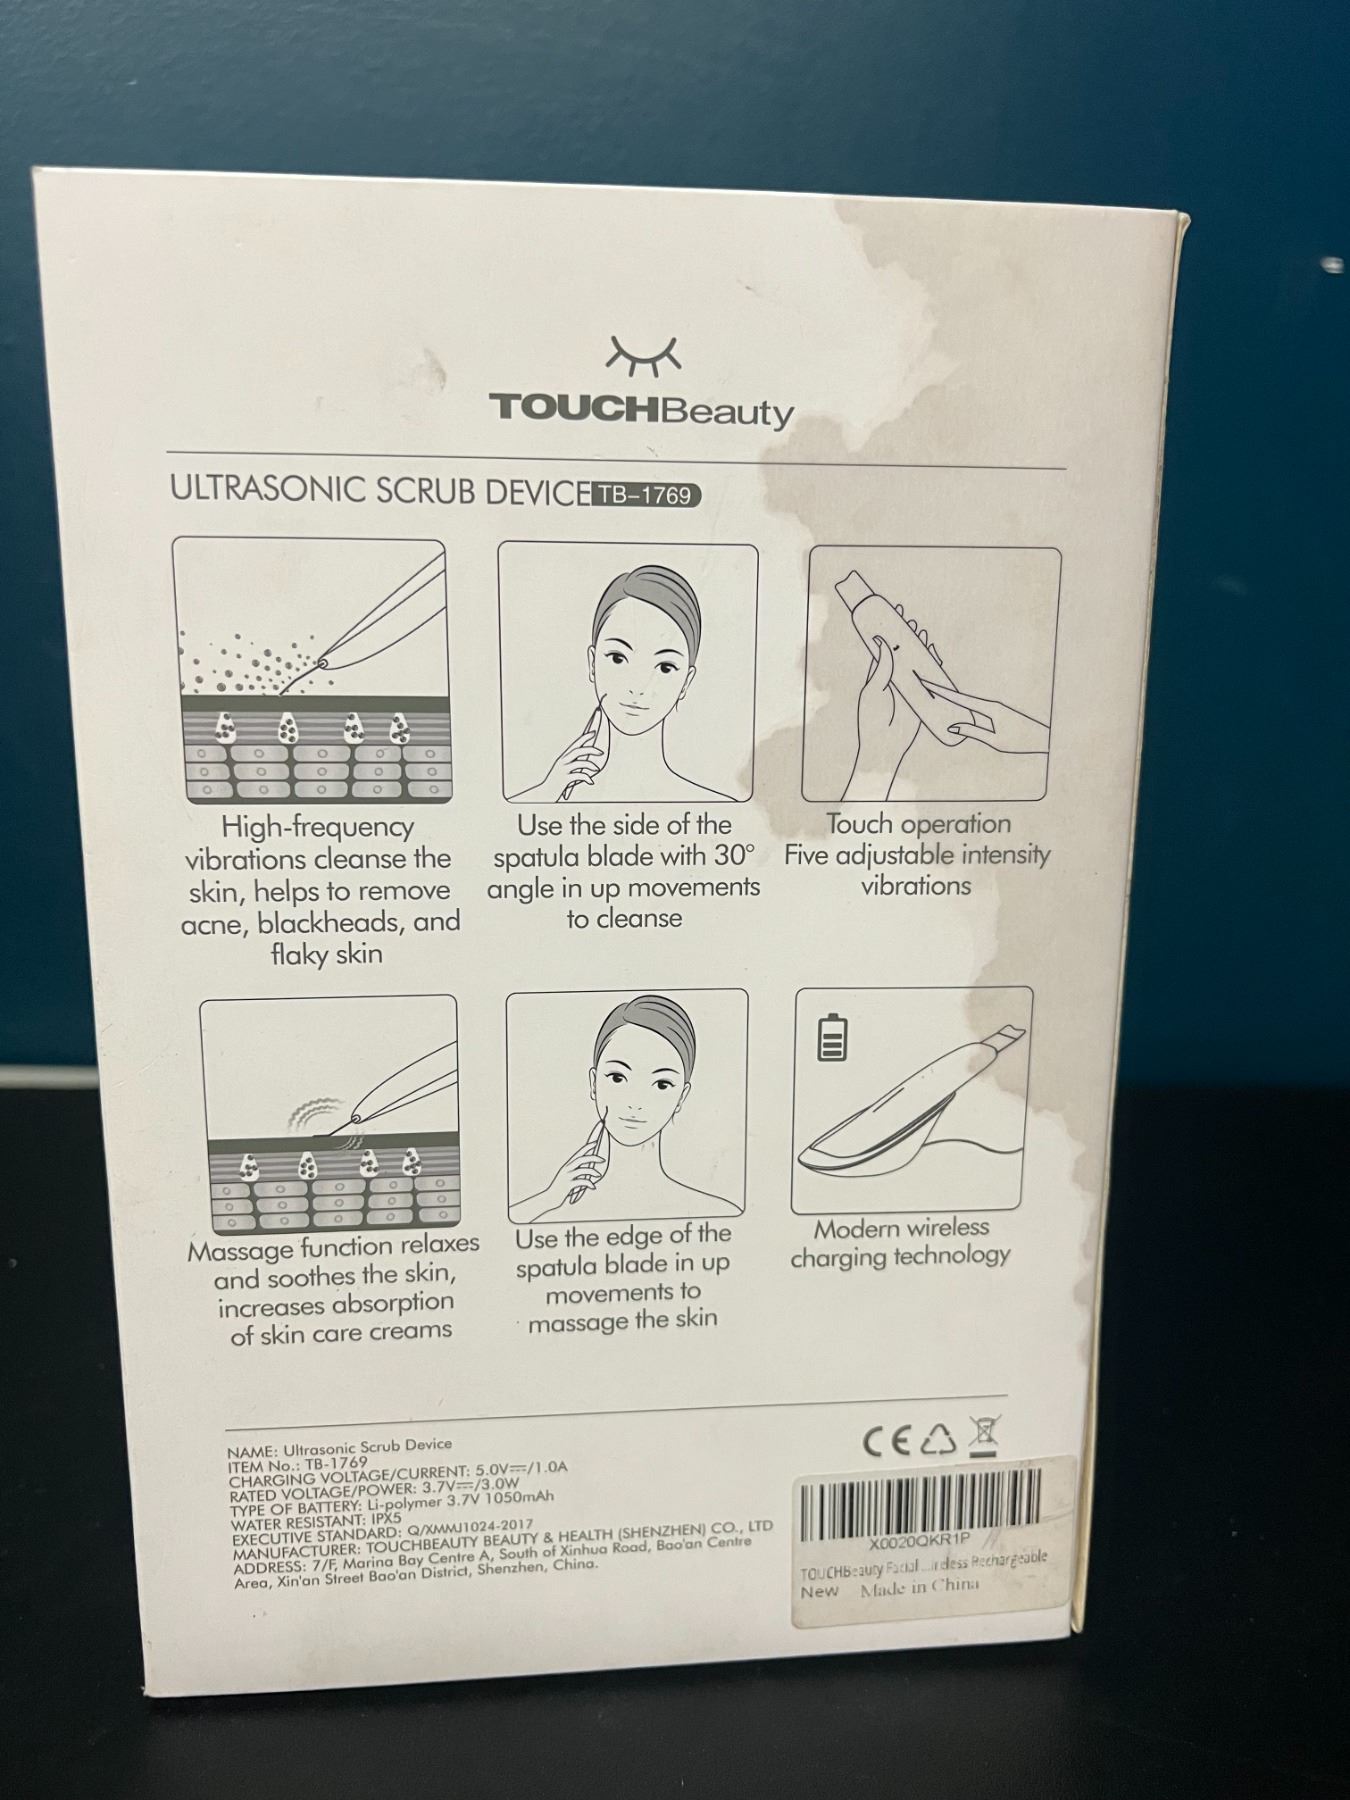 TOUCHBeauty
ULTRASONIC SCRUB DEVICE TB-1769
High-frequency
vibrations cleanse the
skin, helps to remove
acne, blackheads, and
flaky skin
Use the side of the
spatula blade with 30°
angle in up movements
to cleanse
Touch operation
Five adjustable intensity
vibrations
Massage function relaxes
and soothes the skin,
increases absorption
of skin care creams
Use the edge of the
spatula blade in up
movements to
massage the skin
Modern wireless
charging technology
NAME: Ultrasonic Scrub Device
ITEM No.: TB-1769
CHARGING VOLTAGE/CURRENT: 5.0V⎓/1.0A
RATED VOLTAGE/POWER: 3.7V⎓/3.0W
TYPE OF BATTERY: Li-polymer 3.7V 1050mAh
WATER RESISTANT: IPX5
EXECUTIVE STANDARD: Q/XMMJ1024-2017
MANUFACTURER: TOUCHBEAUTY BEAUTY & HEALTH (SHENZHEN) CO., LTD
ADDRESS: 7/F, Marina Bay Centre A, South of Xinhua Road, Bao'an Centre
Area, Xin'an Street Bao'an District, Shenzhen, China.
CE
X0020QKR1P
TOUCHBeauty Facial ...ireless Rechargeable
New Made in China